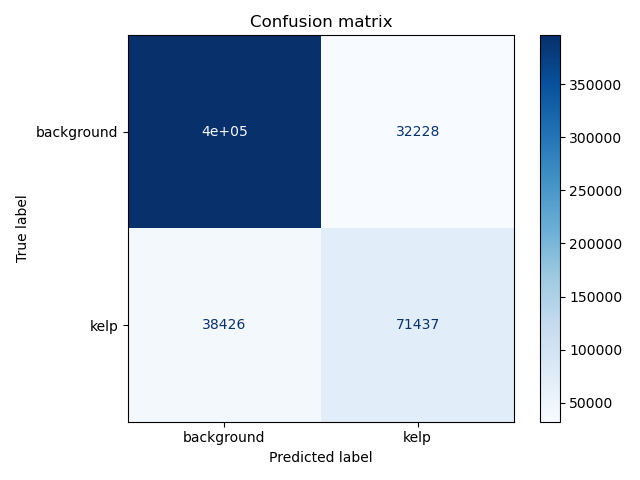 Confusion matrix
True label
background
4e+05
32228
kelp
38426
71437
background
kelp
Predicted label
350000
300000
250000
200000
150000
100000
50000